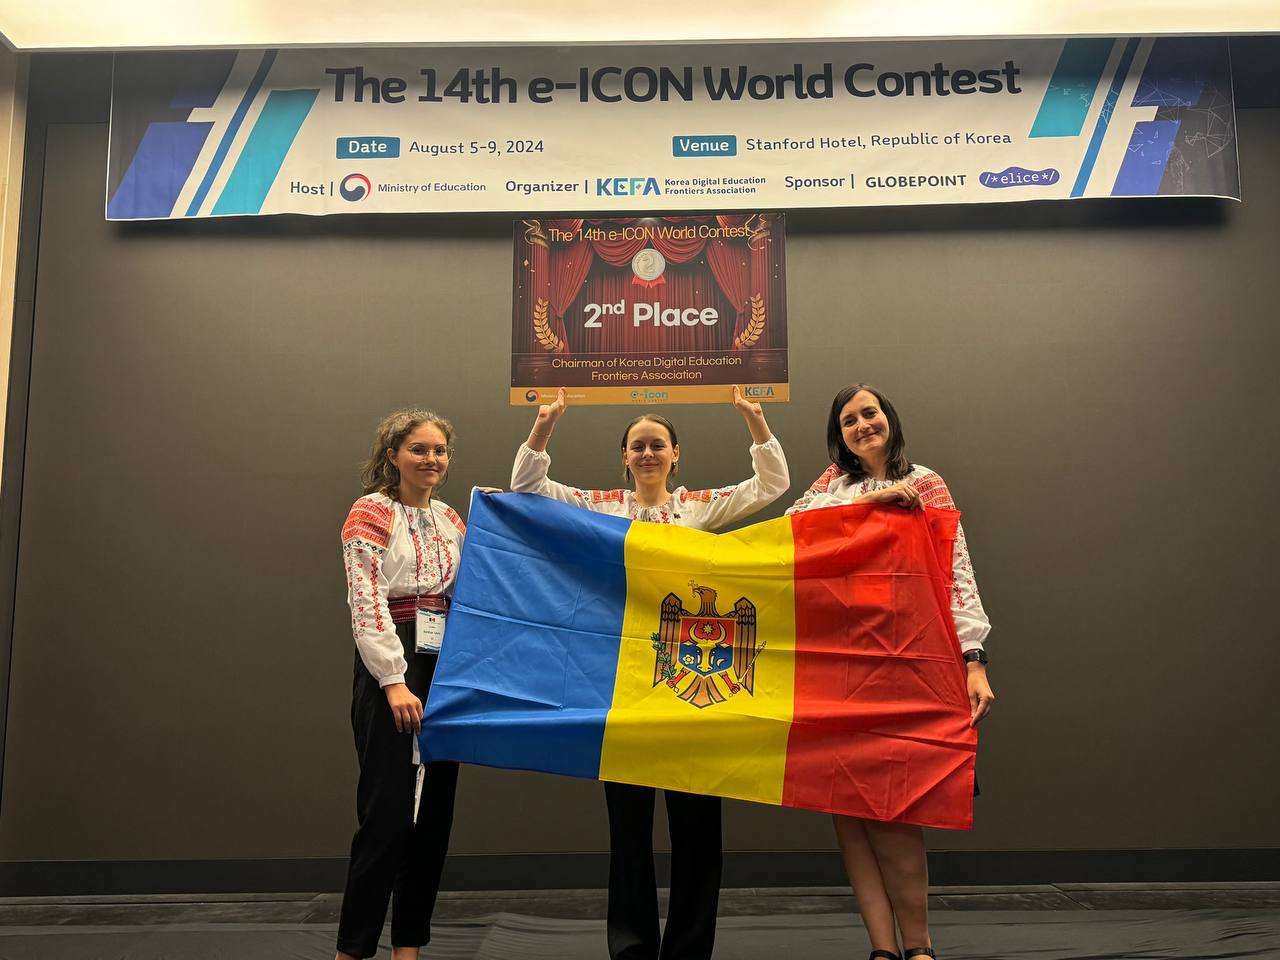 The 14th e-ICON World Contest
Date August 5-9, 2024 Venue Stanford Hotel, Republic of Korea
Host | Ministry of Education Organizer | KEFA Korea Digital Education Frontiers Association Sponsor | GLOBEPOINT /*elice*/
The 14th e-ICON World Contest
2
2nd Place
Chairman of Korea Digital Education
Frontiers Association
e-icon
WORLD CONTEST
KEFA